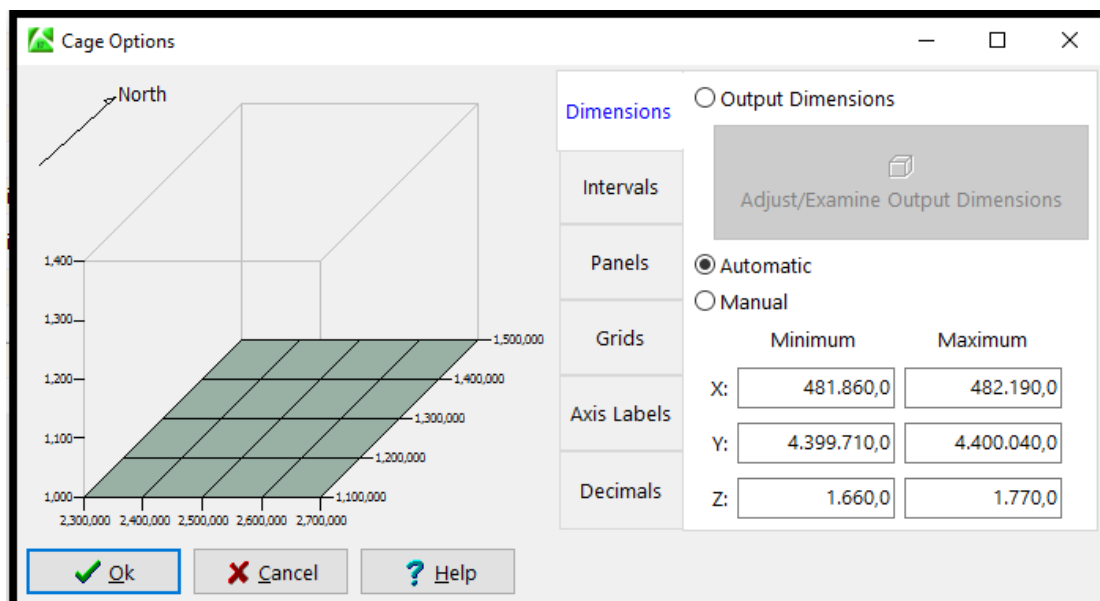 Cage Options
North
1,400
1,300
1,200
1,100
1,000
1,500,000
1,400,000
1,300,000
1,200,000
1,100,000
2,300,000 2,400,000 2,500,000 2,600,000 2,700,000
Dimensions
Intervals
Panels
Grids
Axis Labels
Decimals
Output Dimensions
Adjust/Examine Output Dimensions
Automatic
Manual
Minimum Maximum
X: 481.860,0 482.190,0
Y: 4.399.710,0 4.400.040,0
Z: 1.660,0 1.770,0
Ok Cancel ? Help